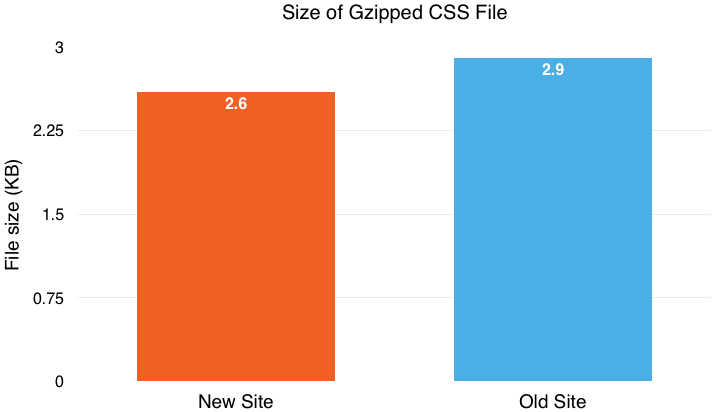 Size of Gzipped CSS File
3
2.25
1.5
0.75
0
File size (KB)
2.6
2.9
New Site
Old Site